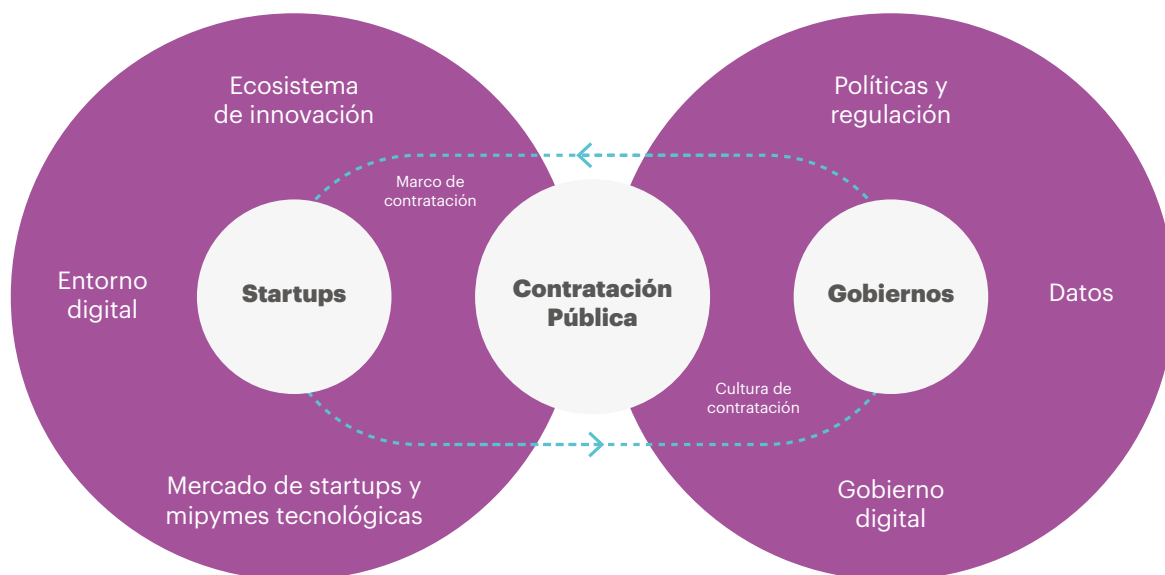 Ecosistema
de innovación
Políticas y
regulación
Marco de
contratación
Entorno
digital
Startups
Contratación
Pública
Gobiernos
Datos
Cultura de
contratación
Mercado de startups y
mipymes tecnológicas
Gobierno
digital